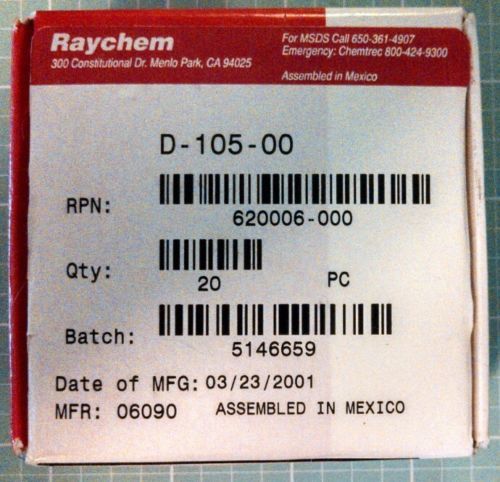 Raychem
300 Constitutional Dr. Menlo Park, CA 94025
For MSDS Call 650-361-4907
Emergency: Chemtrec 800-424-9300
Assembled in Mexico
D-105-00
RPN:
620006-000
Qty:
20 PC
Batch:
5146659
Date of MFG: 03/23/2001
MFR: 06090 ASSEMBLED IN MEXICO